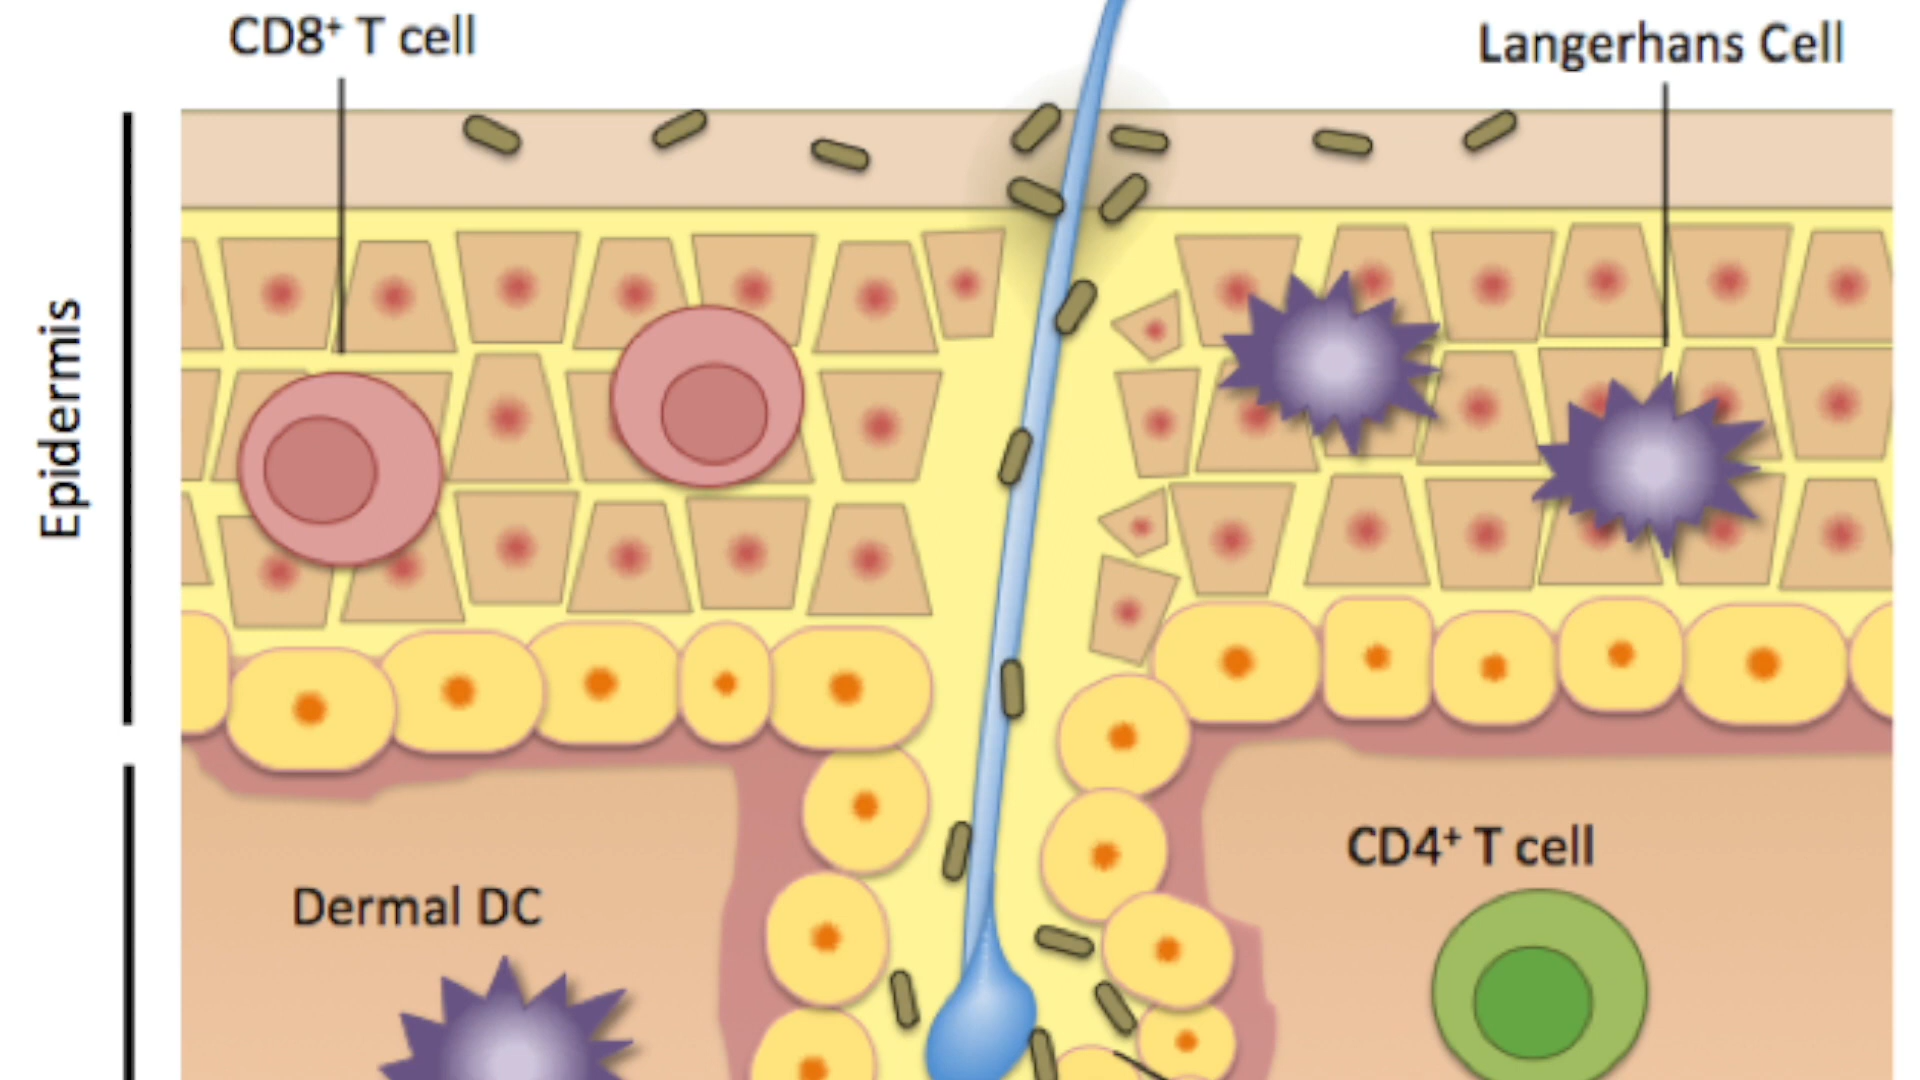 CD8⁺ T cell
Langerhans Cell
Epidermis
CD4⁺ T cell
Dermal DC